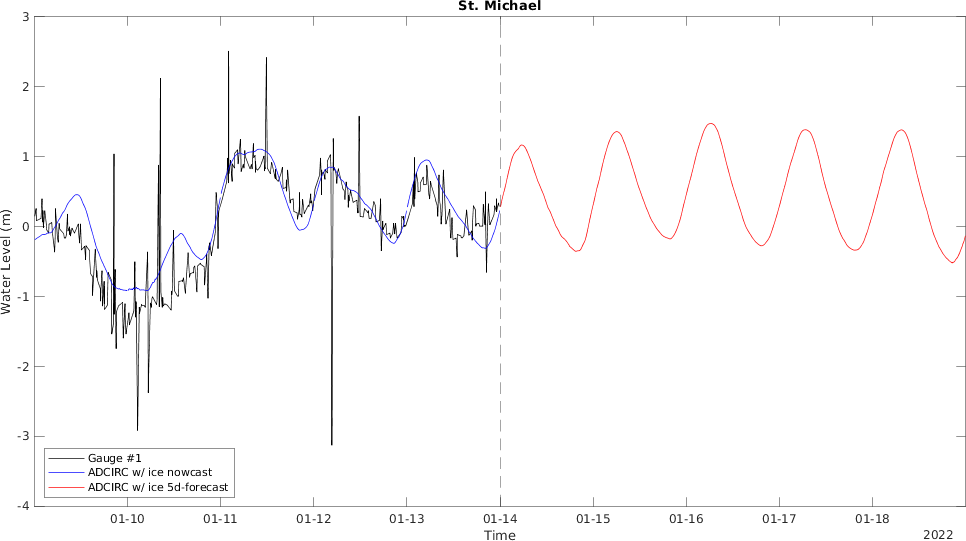 St. Michael
3
2
1
0
-1
-2
-3
-4
Water Level (m)
Gauge #1
ADCIRC w/ ice nowcast
ADCIRC w/ ice 5d-forecast
01-10 01-11 01-12 01-13 01-14 01-15 01-16 01-17 01-18
Time
2022